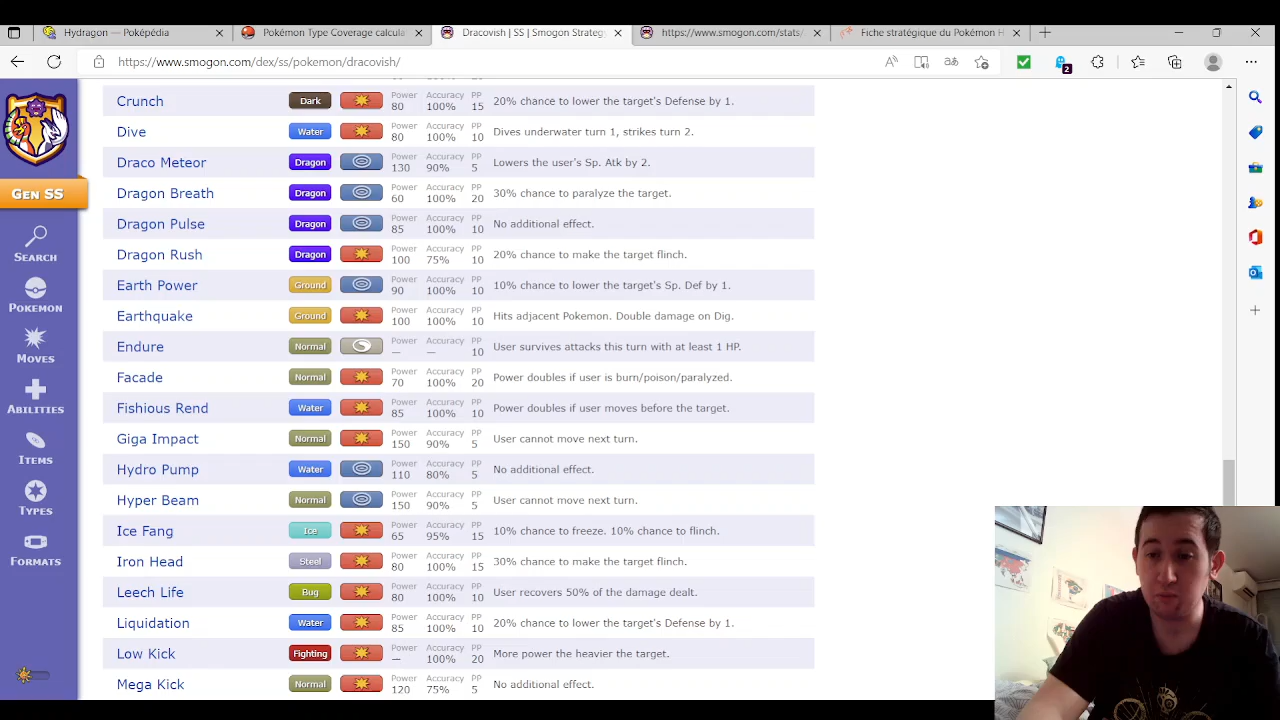 Hydragon — Poképédia
Pokémon Type Coverage calcula
Dracovish | SS | Smogon Strateg
https://www.smogon.com/stats/
Fiche stratégique du Pokémon H
https://www.smogon.com/dex/ss/pokemon/dracovish/
2
Gen SS
Search
Pokemon
Moves
Abilities
Items
Types
Formats
Crunch Dark Power 80 Accuracy 100% PP 15 20% chance to lower the target's Defense by 1.
Dive Water Power 80 Accuracy 100% PP 10 Dives underwater turn 1, strikes turn 2.
Draco Meteor Dragon Power 130 Accuracy 90% PP 5 Lowers the user's Sp. Atk by 2.
Dragon Breath Dragon Power 60 Accuracy 100% PP 20 30% chance to paralyze the target.
Dragon Pulse Dragon Power 85 Accuracy 100% PP 10 No additional effect.
Dragon Rush Dragon Power 100 Accuracy 75% PP 10 20% chance to make the target flinch.
Earth Power Ground Power 90 Accuracy 100% PP 10 10% chance to lower the target's Sp. Def by 1.
Earthquake Ground Power 100 Accuracy 100% PP 10 Hits adjacent Pokemon. Double damage on Dig.
Endure Normal Power — Accuracy — PP 10 User survives attacks this turn with at least 1 HP.
Facade Normal Power 70 Accuracy 100% PP 20 Power doubles if user is burn/poison/paralyzed.
Fishious Rend Water Power 85 Accuracy 100% PP 10 Power doubles if user moves before the target.
Giga Impact Normal Power 150 Accuracy 90% PP 5 User cannot move next turn.
Hydro Pump Water Power 110 Accuracy 80% PP 5 No additional effect.
Hyper Beam Normal Power 150 Accuracy 90% PP 5 User cannot move next turn.
Ice Fang Ice Power 65 Accuracy 95% PP 15 10% chance to freeze. 10% chance to flinch.
Iron Head Steel Power 80 Accuracy 100% PP 15 30% chance to make the target flinch.
Leech Life Bug Power 80 Accuracy 100% PP 10 User recovers 50% of the damage dealt.
Liquidation Water Power 85 Accuracy 100% PP 10 20% chance to lower the target's Defense by 1.
Low Kick Fighting Power — Accuracy 100% PP 20 More power the heavier the target.
Mega Kick Normal Power 120 Accuracy 75% PP 5 No additional effect.